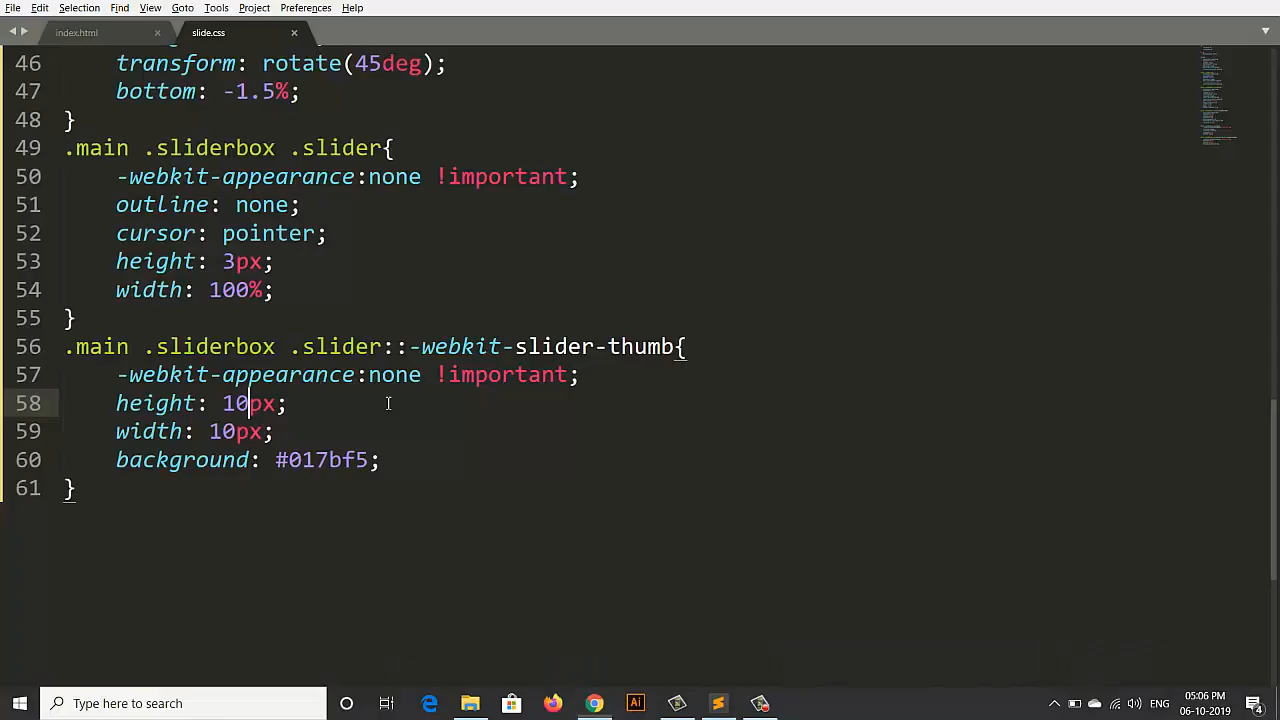 File Edit Selection Find View Goto Tools Project Preferences Help
index.html × slide.css ×
46 transform: rotate(45deg);
47 bottom: -1.5%;
48 }
49 .main .sliderbox .slider{
50 -webkit-appearance:none !important;
51 outline: none;
52 cursor: pointer;
53 height: 3px;
54 width: 100%;
55 }
56 .main .sliderbox .slider::-webkit-slider-thumb{
57 -webkit-appearance:none !important;
58 height: 10px;
59 width: 10px;
60 background: #017bf5;
61 }
Type here to search
Ai
ENG
05:06 PM
06-10-2019
4